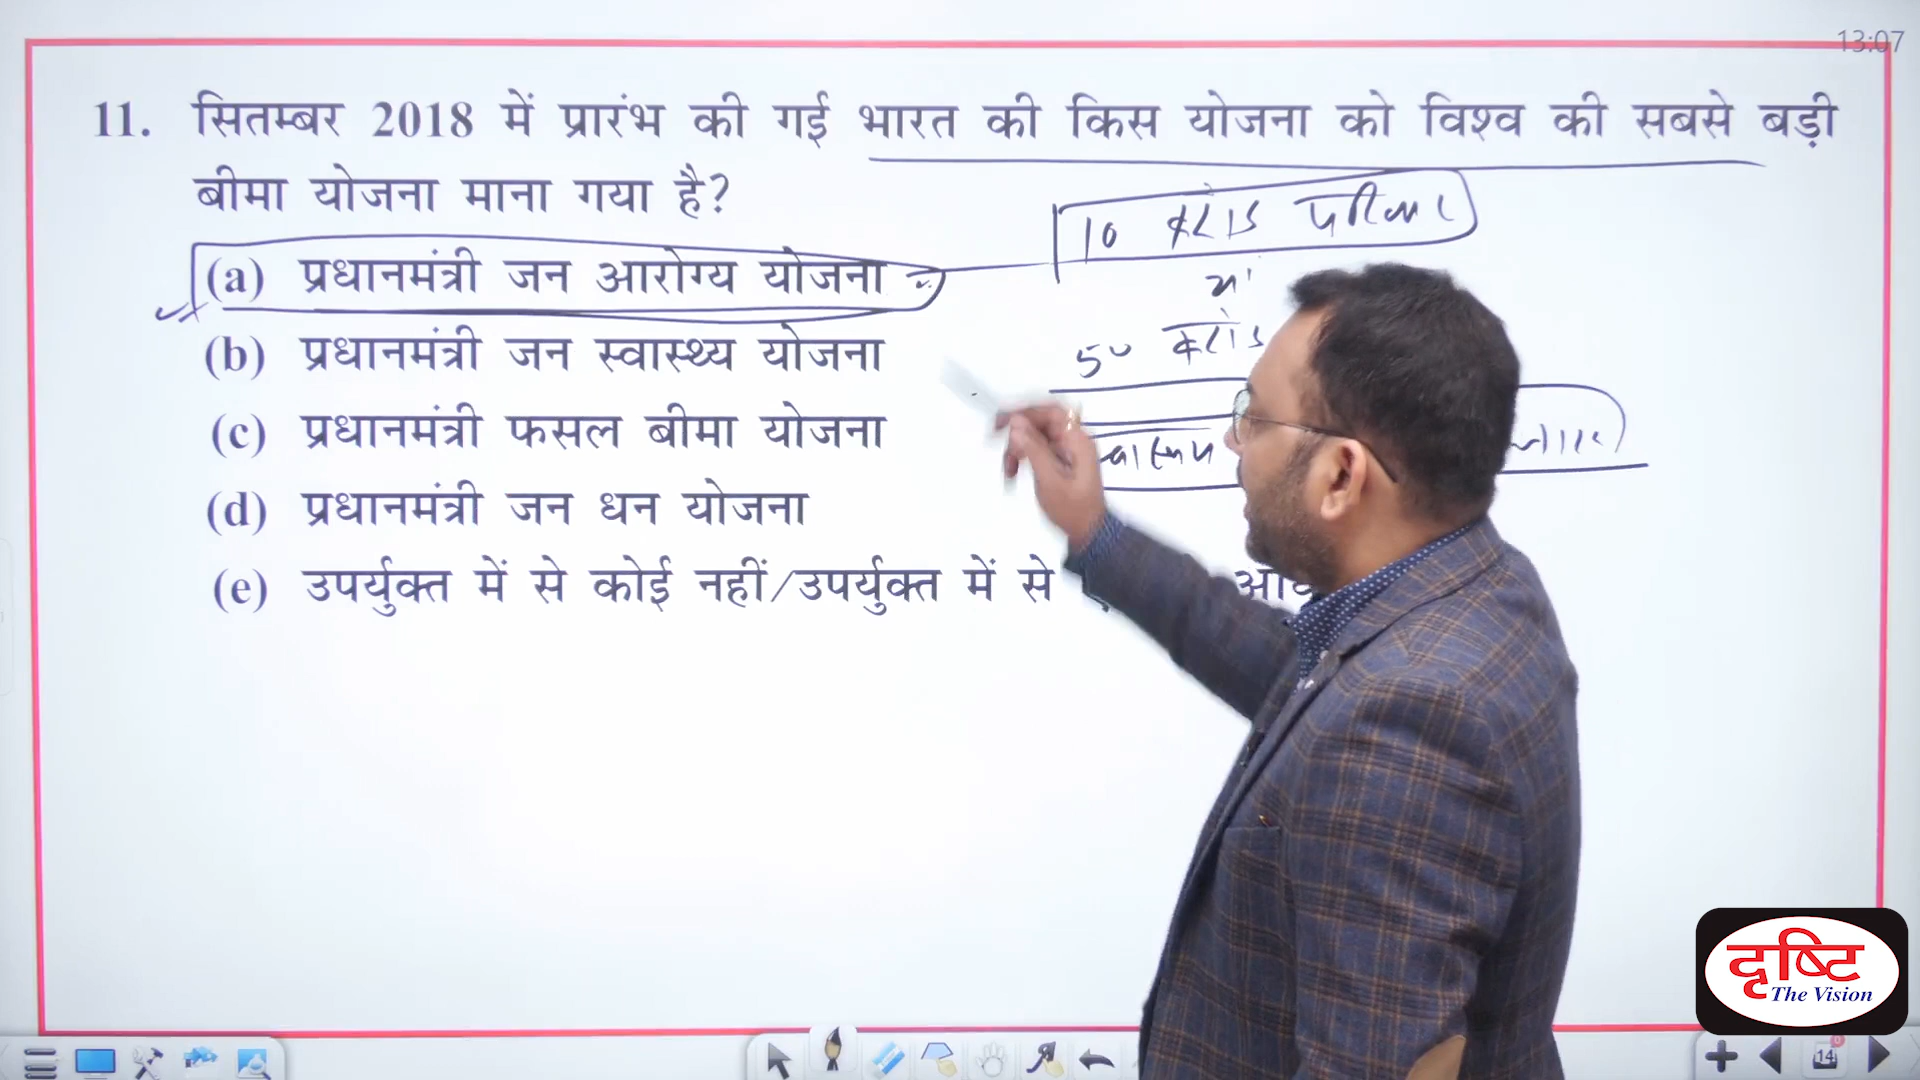 13:07
11. सितम्बर 2018 में प्रारंभ की गई भारत की किस योजना को विश्व की सबसे बड़ी
बीमा योजना माना गया है?
10 करोड़ परिवार
(a) प्रधानमंत्री जन आरोग्य योजना
50 करोड़
(b) प्रधानमंत्री जन स्वास्थ्य योजना
(c) प्रधानमंत्री फसल बीमा योजना
(d) प्रधानमंत्री जन धन योजना
(e) उपर्युक्त में से कोई नहीं/उपर्युक्त में से
दृष्टि
The Vision
14